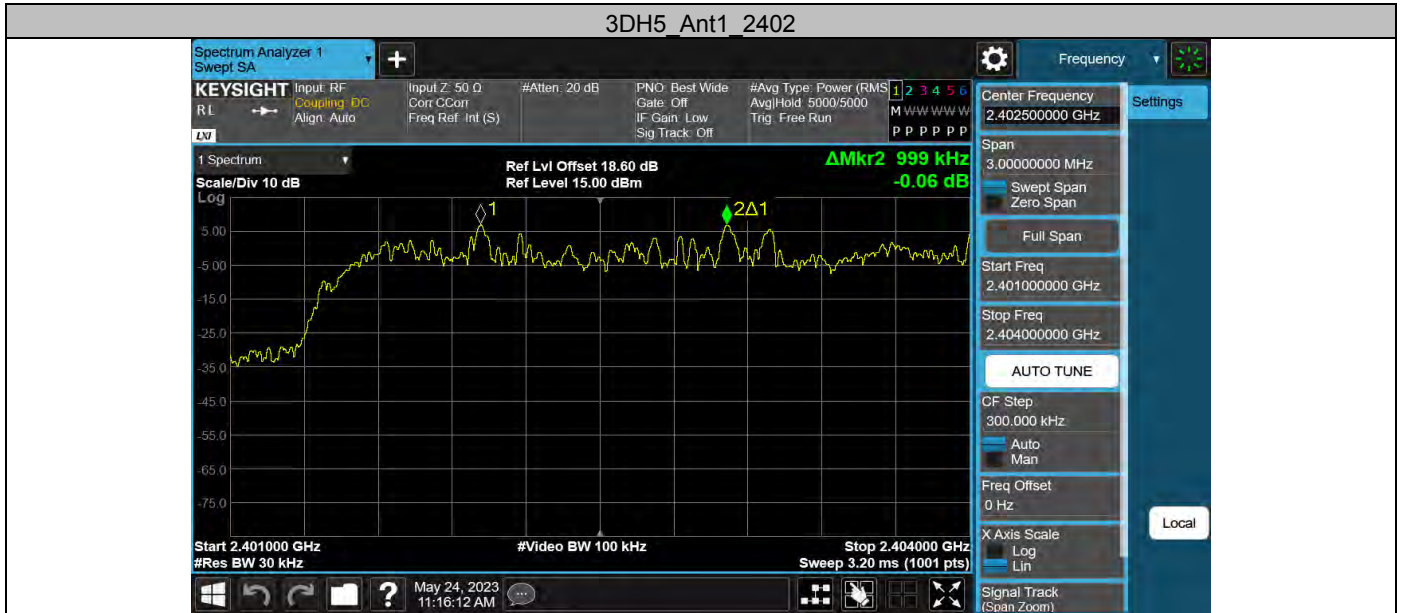 3DH5_Ant1_2402
Spectrum Analyzer 1
Swept SA
Frequency
KEYSIGHT
RL
LXI
Input: RF
Coupling: DC
Align: Auto
Input Z: 50 Ω
Corr CCorr
Freq Ref: Int (S)
#Atten: 20 dB
PNO: Best Wide
Gate: Off
IF Gain: Low
Sig Track: Off
#Avg Type: Power (RMS
Avg|Hold: 5000/5000
Trig: Free Run
1 2 3 4 5 6
M W W W W W
P P P P P P
1 Spectrum
Scale/Div 10 dB
Log
Ref Lvl Offset 18.60 dB
Ref Level 15.00 dBm
ΔMkr2 999 kHz
-0.06 dB
1
2Δ1
5.00
-5.00
-15.0
-25.0
-35.0
-45.0
-55.0
-65.0
-75.0
Start 2.401000 GHz
#Res BW 30 kHz
#Video BW 100 kHz
Stop 2.404000 GHz
Sweep 3.20 ms (1001 pts)
?
May 24, 2023
11:16:12 AM
Center Frequency
2.402500000 GHz
Settings
Span
3.00000000 MHz
Swept Span
Zero Span
Full Span
Start Freq
2.401000000 GHz
Stop Freq
2.404000000 GHz
AUTO TUNE
CF Step
300.000 kHz
Auto
Man
Freq Offset
0 Hz
X Axis Scale
Log
Lin
Local
Signal Track
(Span Zoom)